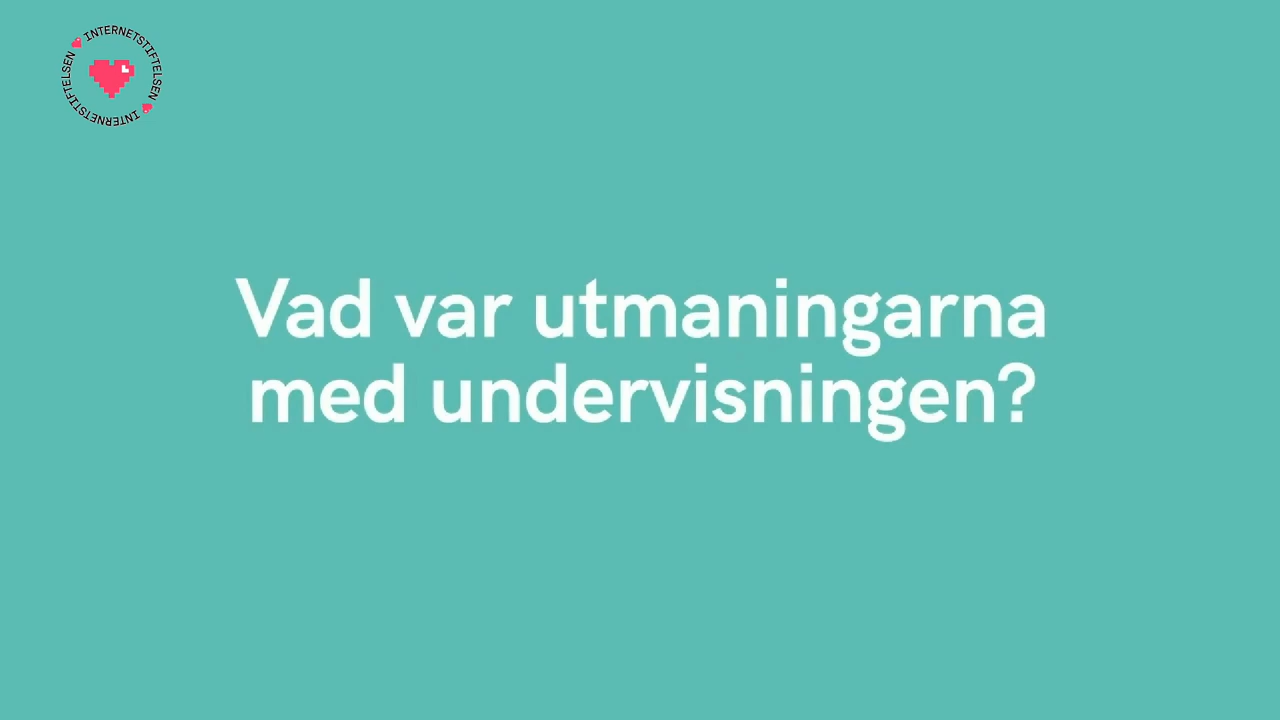 INTERNETSTIFTELSEN
INTERNETSTIFTELSEN
Vad var utmaningarna
med undervisningen?